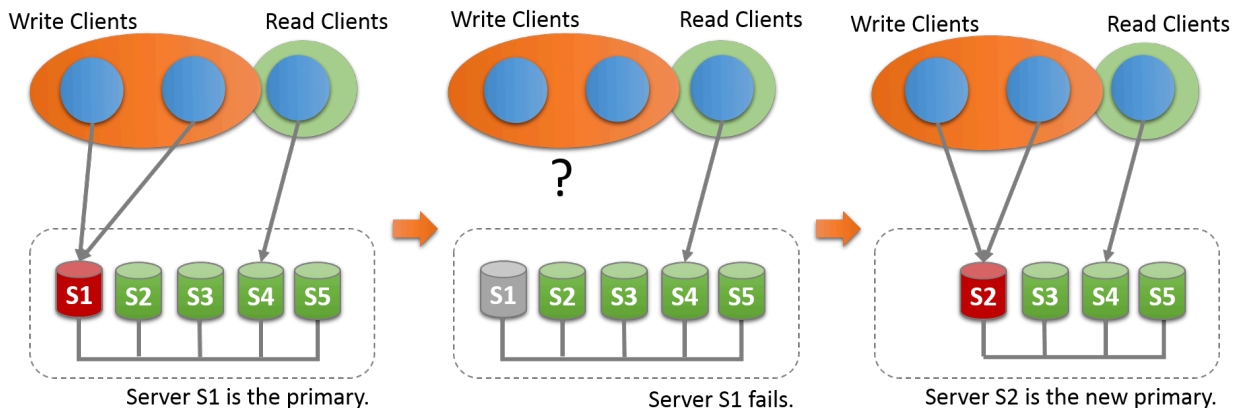 Write Clients
Read Clients
S1
S2
S3
S4
S5
Server S1 is the primary.
Write Clients
Read Clients
?
S1
S2
S3
S4
S5
Server S1 fails.
Write Clients
Read Clients
S2
S3
S4
S5
Server S2 is the new primary.